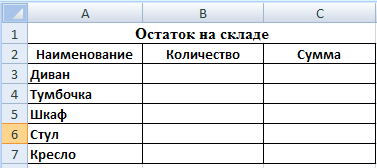 A B C
1 Остаток на складе
2 Наименование Количество Сумма
3 Диван
4 Тумбочка
5 Шкаф
6 Стул
7 Кресло